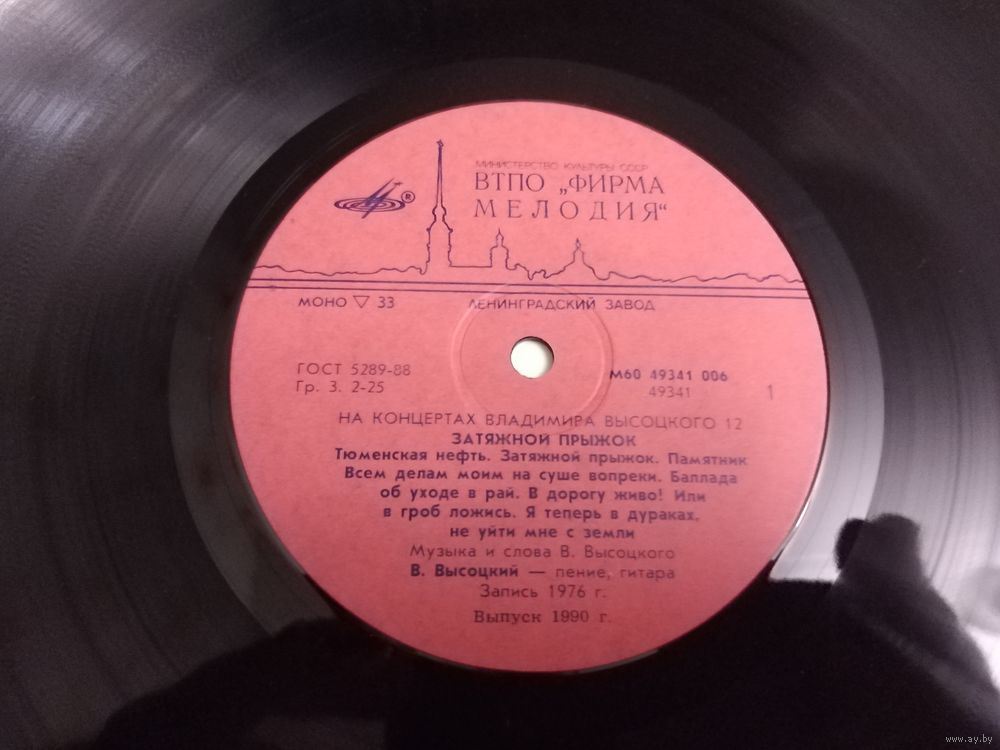 МИНИСТЕРСТВО КУЛЬТУРЫ СССР
ВТПО „ФИРМА
МЕЛОДИЯ“
®
МОНО ▽ 33
ЛЕНИНГРАДСКИЙ ЗАВОД
ГОСТ 5289-88
Гр. 3. 2-25
М60 49341 006
49341
1
НА КОНЦЕРТАХ ВЛАДИМИРА ВЫСОЦКОГО 12
ЗАТЯЖНОЙ ПРЫЖОК
Тюменская нефть. Затяжной прыжок. Памятник
Всем делам моим на суше вопреки. Баллада
об уходе в рай. В дорогу живо! Или
в гроб ложись. Я теперь в дураках,
не уйти мне с земли
Музыка и слова В. Высоцкого
В. Высоцкий — пение, гитара
Запись 1976 г.
Выпуск 1990 г.
www.ay.by